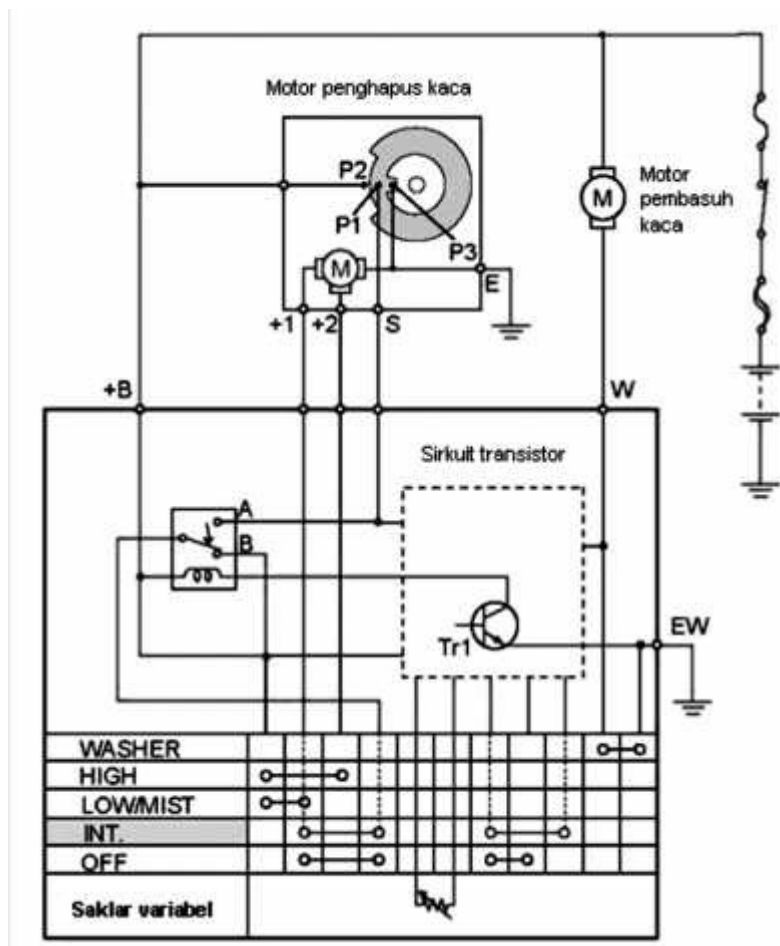 Motor penghapus kaca
P2
P1
P3
M
E
+1
+2
S
M
Motor
pembasuh
kaca
+B
W
Sirkuit transistor
A
B
Tr1
EW
WASHER
HIGH
LOW/MIST
INT.
OFF
Saklar variabel